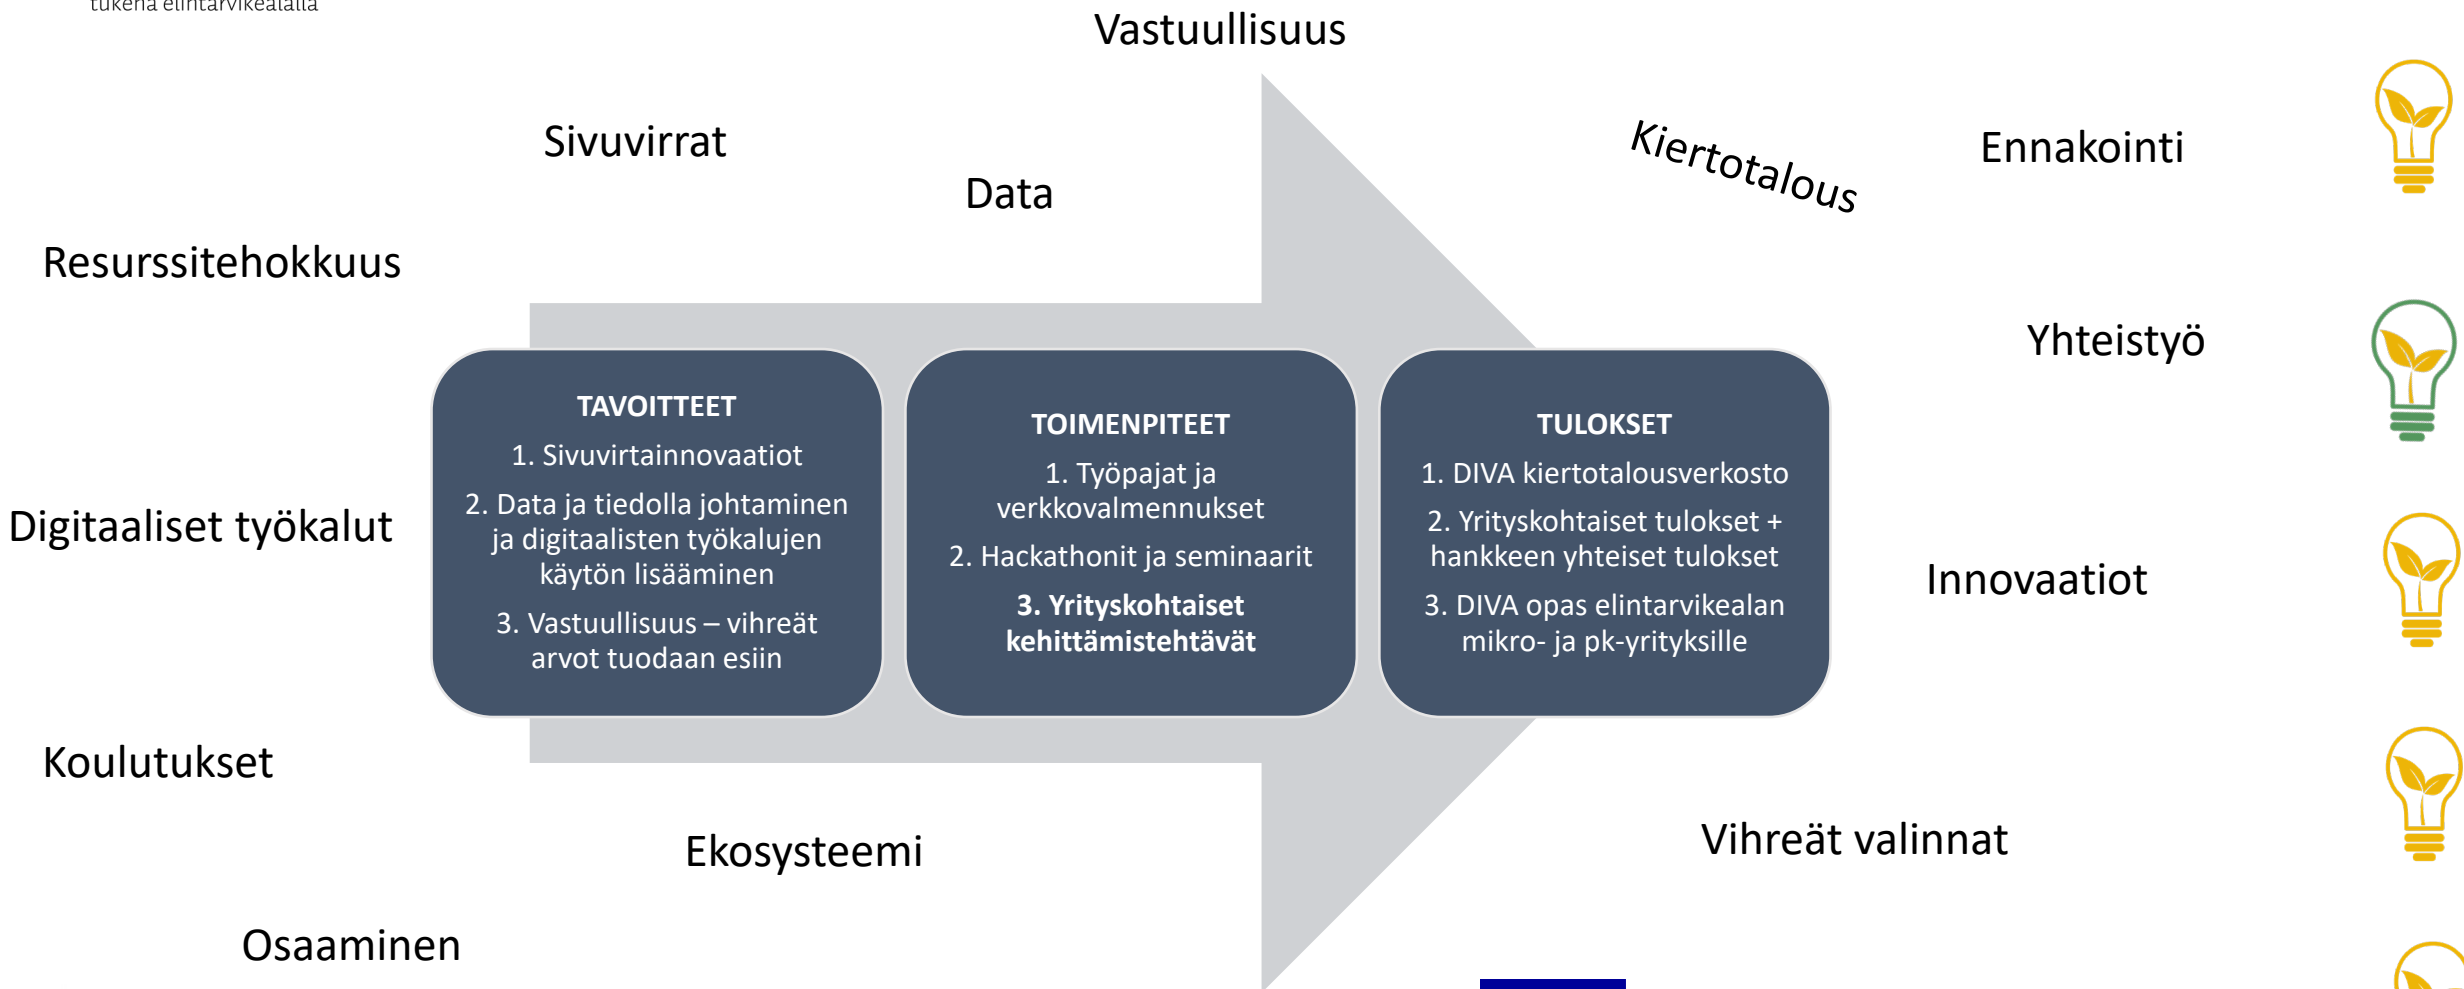 tukena elintarvikealalla
Vastuullisuus
Sivuvirrat
Data
Kiertotalous
Ennakointi
Resurssitehokkuus
Yhteistyö
Digitaaliset työkalut
TAVOITTEET
1. Sivuvirtainnovaatiot
2. Data ja tiedolla johtaminen
ja digitaalisten työkalujen
käytön lisääminen
3. Vastuullisuus – vihreät
arvot tuodaan esiin
TOIMENPITEET
1. Työpajat ja
verkkovalmennukset
2. Hackathonit ja seminaarit
3. Yrityskohtaiset
kehittämistehtävät
TULOKSET
1. DIVA kiertotalousverkosto
2. Yrityskohtaiset tulokset +
hankkeen yhteiset tulokset
3. DIVA opas elintarvikealan
mikro- ja pk-yrityksille
Innovaatiot
Koulutukset
Ekosysteemi
Vihreät valinnat
Osaaminen